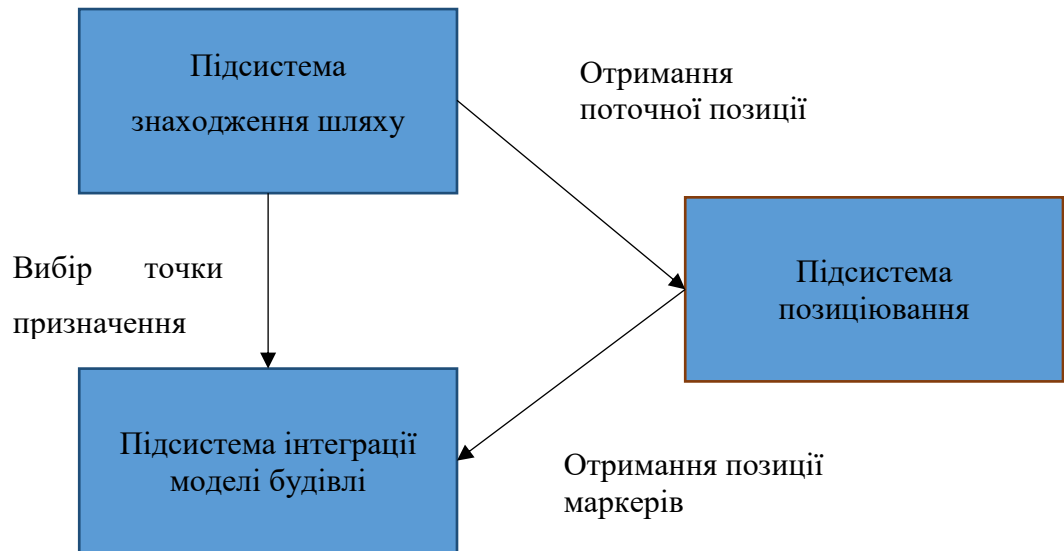 Підсистема
знаходження шляху
Отримання
поточної позиції
Вибір точки
призначення
Підсистема
позиціювання
Підсистема інтеграції
моделі будівлі
Отримання позиції
маркерів